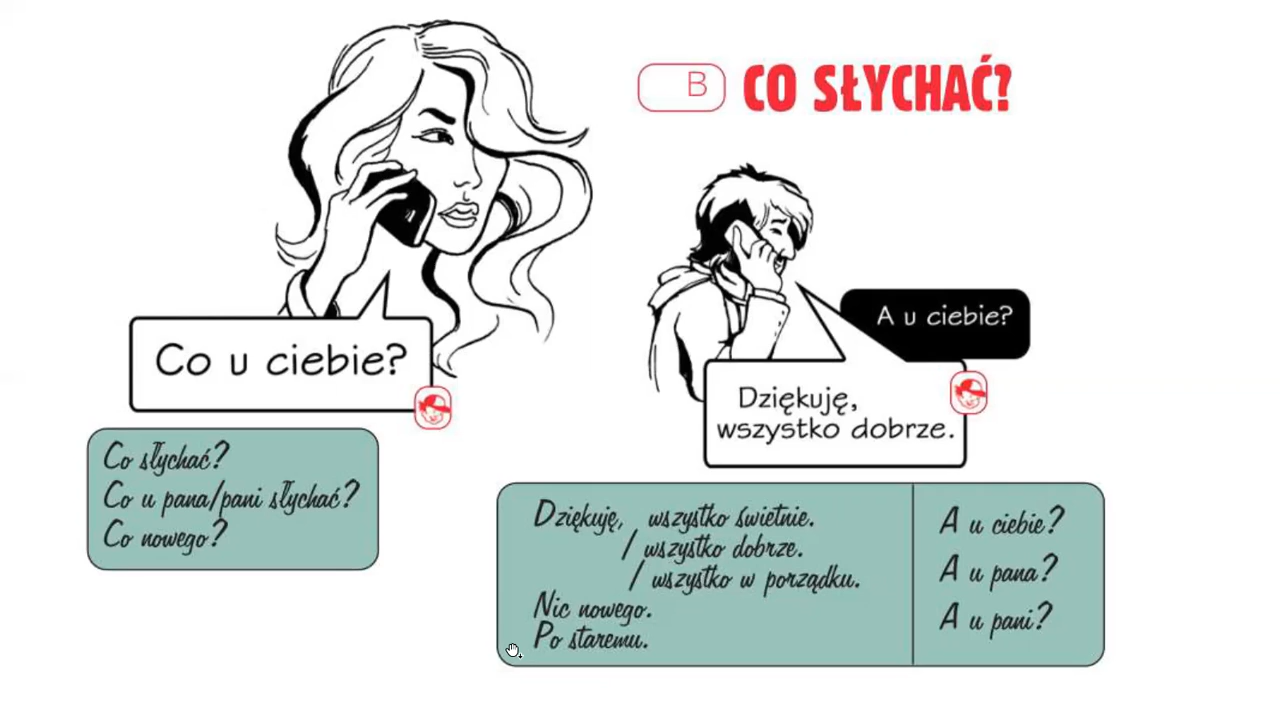 B CO SŁYCHAĆ?
A u ciebie?
Co u ciebie?
Dziękuję,
wszystko dobrze.
Co słychać?
Co u pana/pani słychać?
Co nowego?
Dziękuję, wszystko świetnie.
/ wszystko dobrze.
/ wszystko w porządku.
Nic nowego.
Po staremu.
A u ciebie?
A u pana?
A u pani?